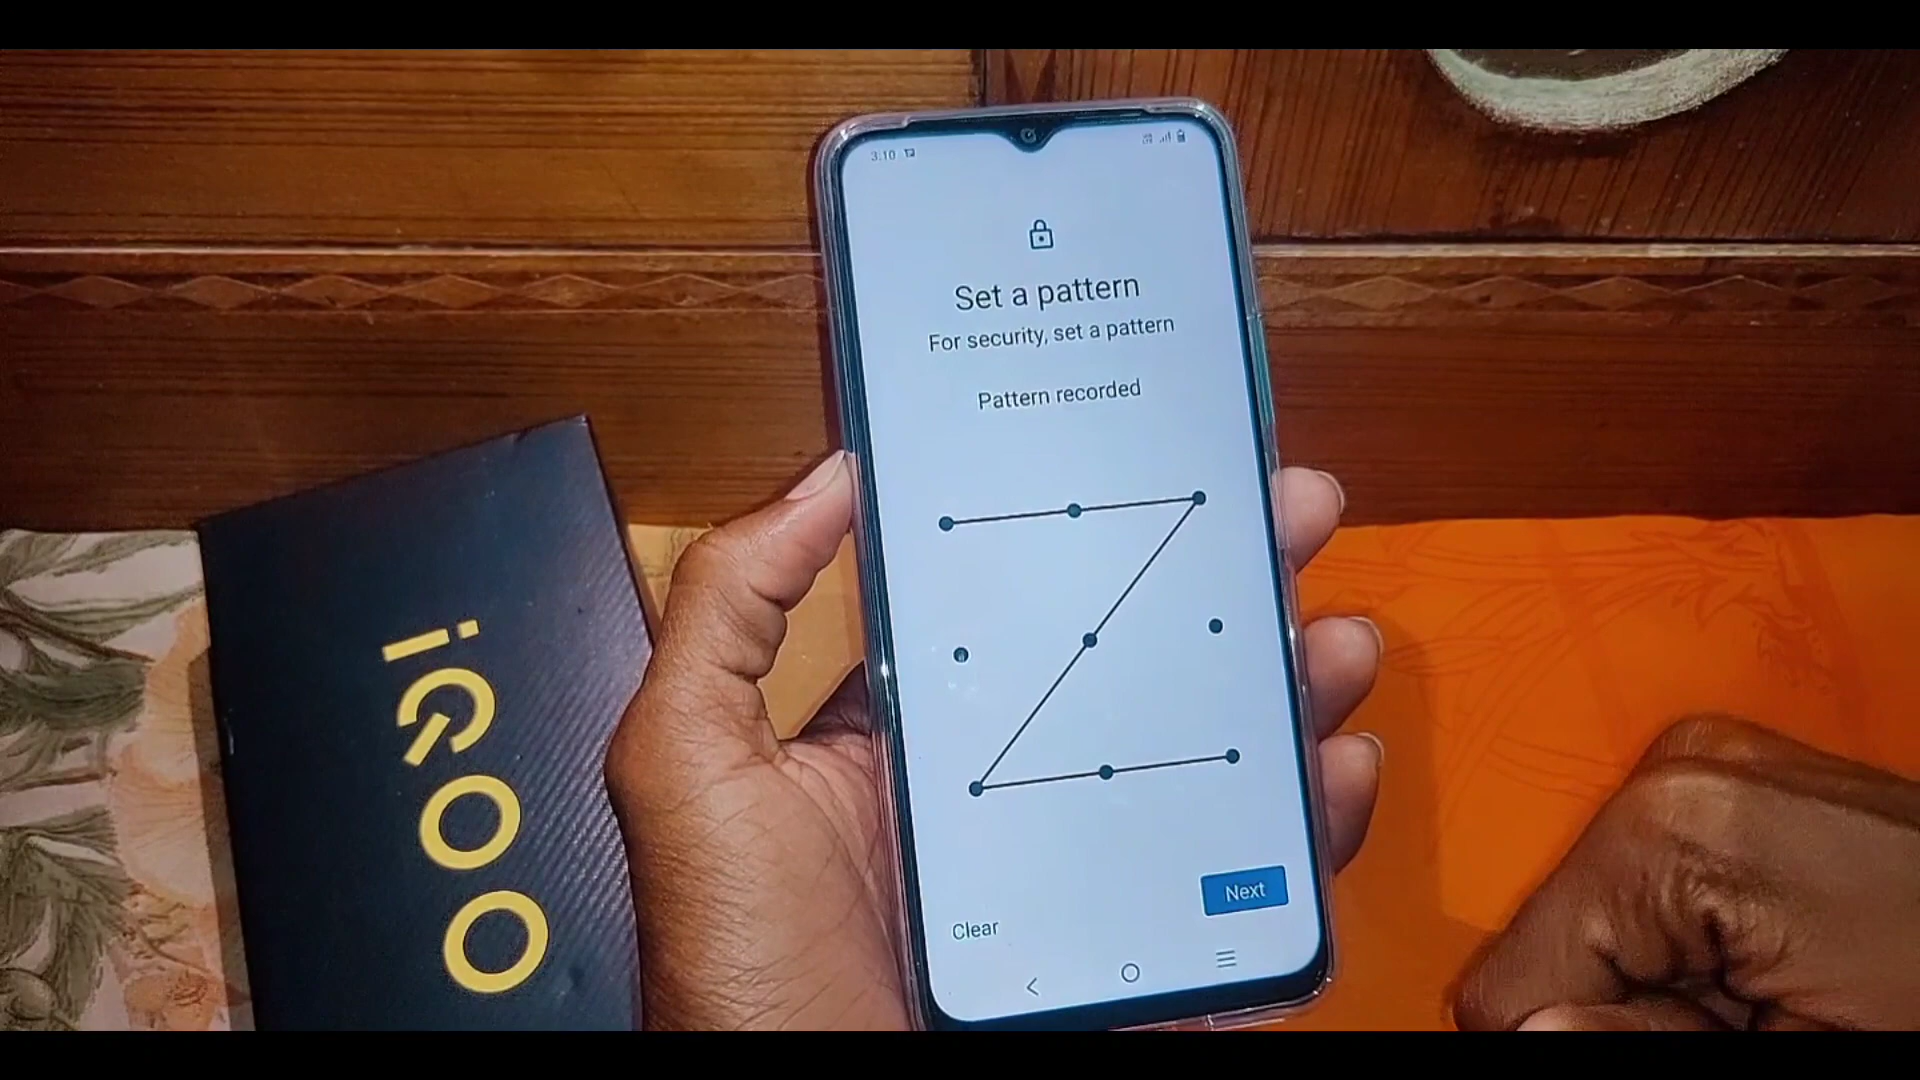 3:10
Set a pattern
For security, set a pattern
Pattern recorded
Next
Clear
iQOO